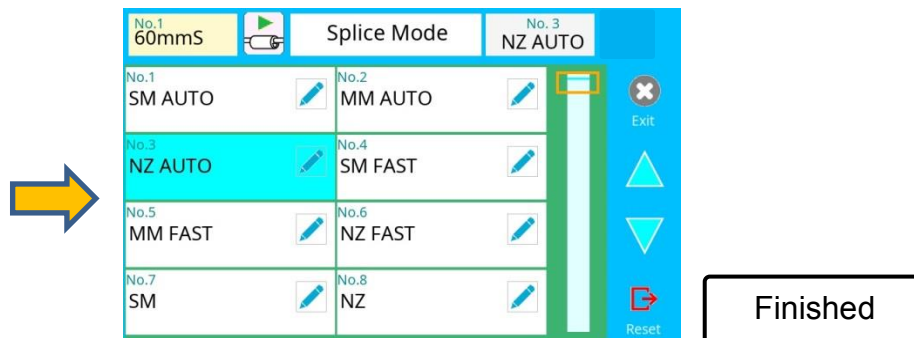 No.1
60mmS
Splice Mode
No. 3
NZ AUTO
No.1
SM AUTO
No.2
MM AUTO
Exit
No.3
NZ AUTO
No.4
SM FAST
No.5
MM FAST
No.6
NZ FAST
No.7
SM
No.8
NZ
Reset
Finished